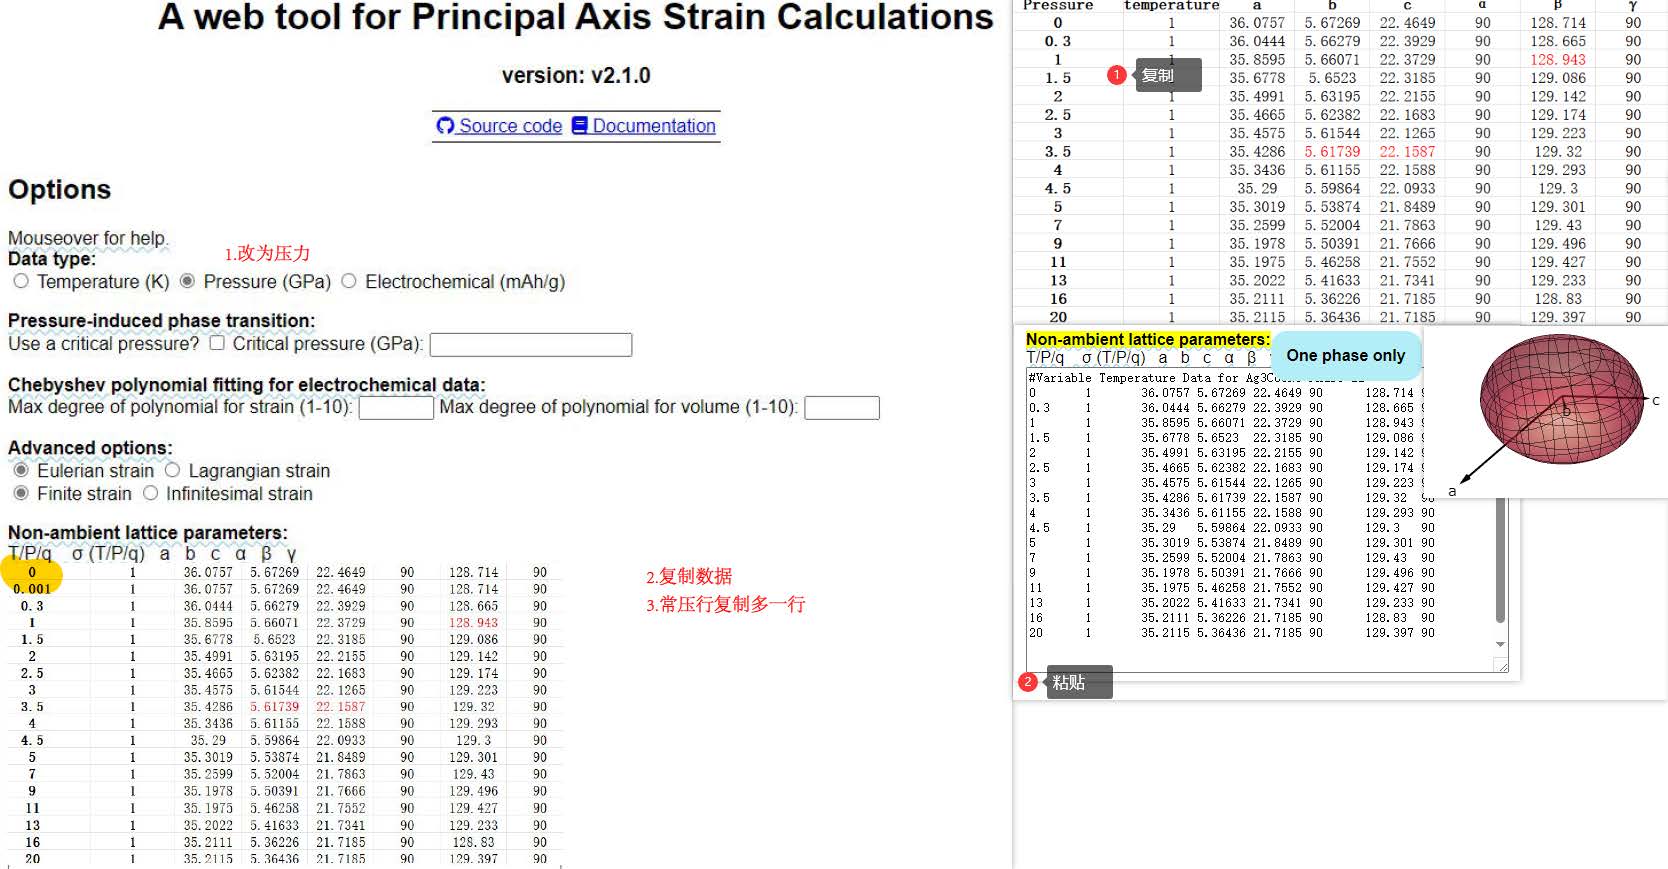 A web tool for Principal Axis Strain Calculations
version: v2.1.0
Source code Documentation
Options
Mouseover for help.
1.改为压力
Data type:
Temperature (K) Pressure (GPa) Electrochemical (mAh/g)
Pressure-induced phase transition:
Use a critical pressure? Critical pressure (GPa):
Chebyshev polynomial fitting for electrochemical data:
Max degree of polynomial for strain (1-10): Max degree of polynomial for volume (1-10):
Advanced options:
Eulerian strain Lagrangian strain
Finite strain Infinitesimal strain
Non-ambient lattice parameters:
T/P/q σ (T/P/q) a b c α β γ
0 1 36.0757 5.67269 22.4649 90 128.714 90
0.001 1 36.0757 5.67269 22.4649 90 128.714 90
0.3 1 36.0444 5.66279 22.3929 90 128.665 90
1 1 35.8595 5.66071 22.3729 90 128.943 90
1.5 1 35.6778 5.6523 22.3185 90 129.086 90
2 1 35.4991 5.63195 22.2155 90 129.142 90
2.5 1 35.4665 5.62382 22.1683 90 129.174 90
3 1 35.4575 5.61544 22.1265 90 129.223 90
3.5 1 35.4286 5.61739 22.1587 90 129.32 90
4 1 35.3436 5.61155 22.1588 90 129.293 90
4.5 1 35.29 5.59864 22.0933 90 129.3 90
5 1 35.3019 5.53874 21.8489 90 129.301 90
7 1 35.2599 5.52004 21.7863 90 129.43 90
9 1 35.1978 5.50391 21.7666 90 129.496 90
11 1 35.1975 5.46258 21.7552 90 129.427 90
13 1 35.2022 5.41633 21.7341 90 129.233 90
16 1 35.2111 5.36226 21.7185 90 128.83 90
20 1 35.2115 5.36436 21.7185 90 129.397 90
2.复制数据
3.常压行复制多一行
Pressure temperature a b c α β γ
0 1 36.0757 5.67269 22.4649 90 128.714 90
0.3 1 36.0444 5.66279 22.3929 90 128.665 90
1 1 35.8595 5.66071 22.3729 90 128.943 90
1 复制
1.5 35.6778 5.6523 22.3185 90 129.086 90
2 1 35.4991 5.63195 22.2155 90 129.142 90
2.5 1 35.4665 5.62382 22.1683 90 129.174 90
3 1 35.4575 5.61544 22.1265 90 129.223 90
3.5 1 35.4286 5.61739 22.1587 90 129.32 90
4 1 35.3436 5.61155 22.1588 90 129.293 90
4.5 1 35.29 5.59864 22.0933 90 129.3 90
5 1 35.3019 5.53874 21.8489 90 129.301 90
7 1 35.2599 5.52004 21.7863 90 129.43 90
9 1 35.1978 5.50391 21.7666 90 129.496 90
11 1 35.1975 5.46258 21.7552 90 129.427 90
13 1 35.2022 5.41633 21.7341 90 129.233 90
16 1 35.2111 5.36226 21.7185 90 128.83 90
20 1 35.2115 5.36436 21.7185 90 129.397 90
Non-ambient lattice parameters:
T/P/q σ (T/P/q) a b c α β
One phase only
#Variable Temperature Data for
0 1 36.0757 5.67269 22.4649 90 128.714
0.3 1 36.0444 5.66279 22.3929 90 128.665
1 1 35.8595 5.66071 22.3729 90 128.943
1.5 1 35.6778 5.6523 22.3185 90 129.086
2 1 35.4991 5.63195 22.2155 90 129.142
2.5 1 35.4665 5.62382 22.1683 90 129.174
3 1 35.4575 5.61544 22.1265 90 129.223
3.5 1 35.4286 5.61739 22.1587 90 129.32 90
4 1 35.3436 5.61155 22.1588 90 129.293 90
4.5 1 35.29 5.59864 22.0933 90 129.3 90
5 1 35.3019 5.53874 21.8489 90 129.301 90
7 1 35.2599 5.52004 21.7863 90 129.43 90
9 1 35.1978 5.50391 21.7666 90 129.496 90
11 1 35.1975 5.46258 21.7552 90 129.427 90
13 1 35.2022 5.41633 21.7341 90 129.233 90
16 1 35.2111 5.36226 21.7185 90 128.83 90
20 1 35.2115 5.36436 21.7185 90 129.397 90
2 粘贴
c
b
a